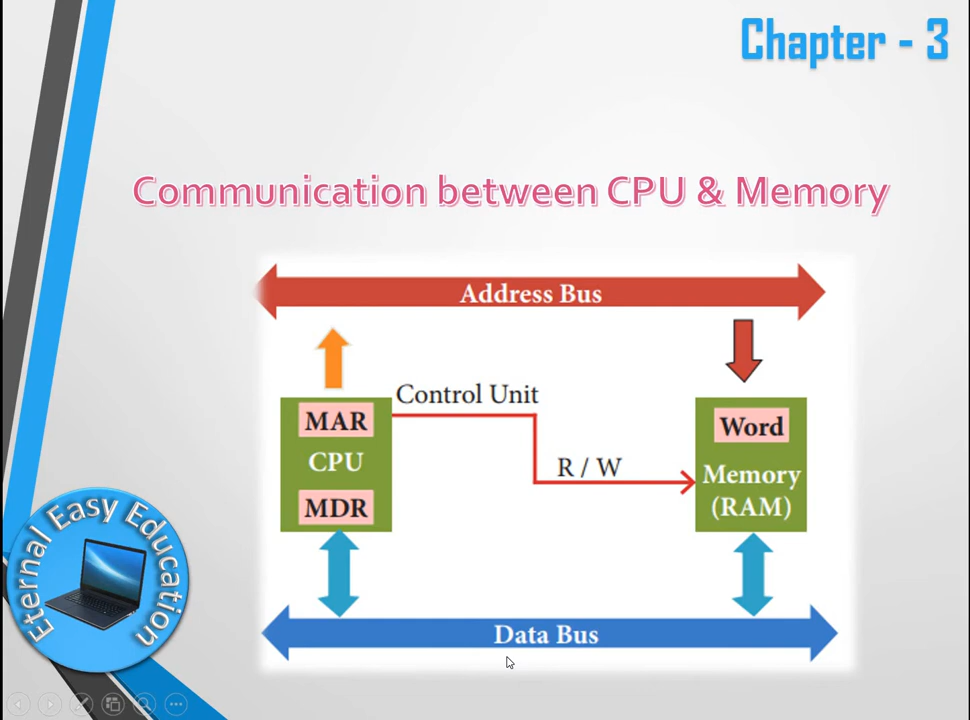 Chapter - 3
Communication between CPU & Memory
Address Bus
Control Unit
MAR
CPU
MDR
R / W
Word
Memory
(RAM)
Data Bus
Eternal Easy Education